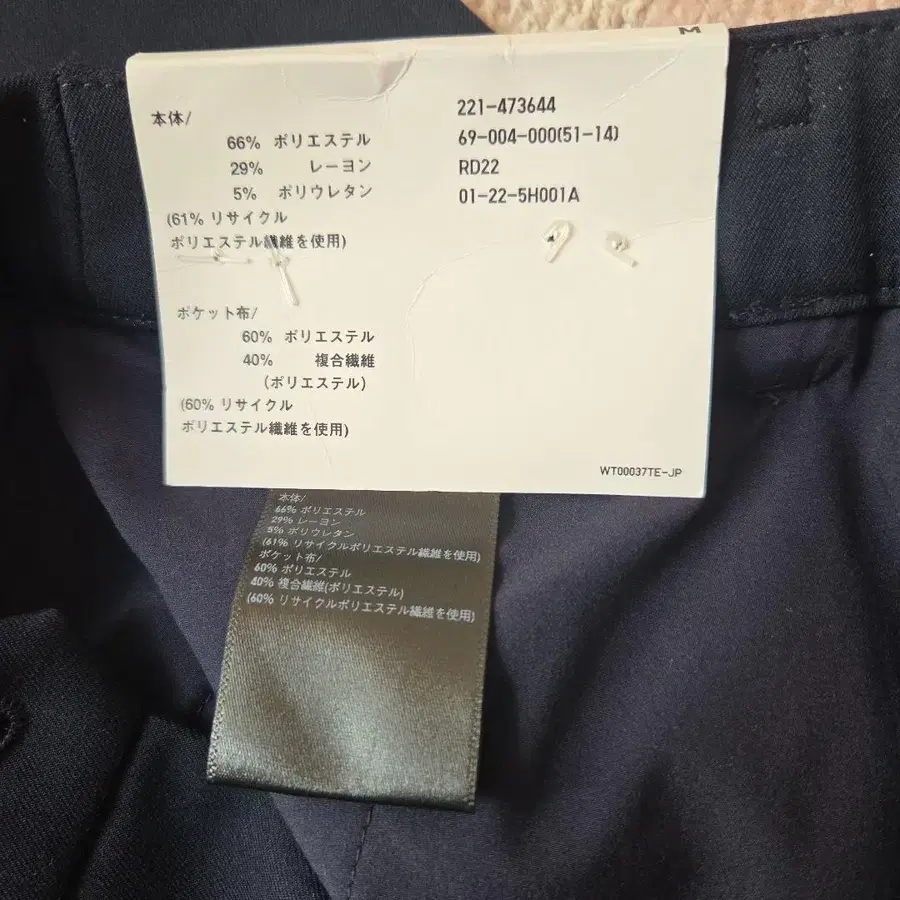 M
本体/
66% ポリエステル
29% レーヨン
5% ポリウレタン
(61% リサイクル
ポリエステル繊維を使用)
ポケット布/
60% ポリエステル
40% 複合繊維
(ポリエステル)
(60% リサイクル
ポリエステル繊維を使用)
221-473644
69-004-000(51-14)
RD22
01-22-5H001A
WT00037TE-JP
本体/
66% ポリエステル
29% レーヨン
5% ポリウレタン
(61% リサイクルポリエステル繊維を使用)
ポケット布/
60% ポリエステル
40% 複合繊維(ポリエステル)
(60% リサイクルポリエステル繊維を使用)